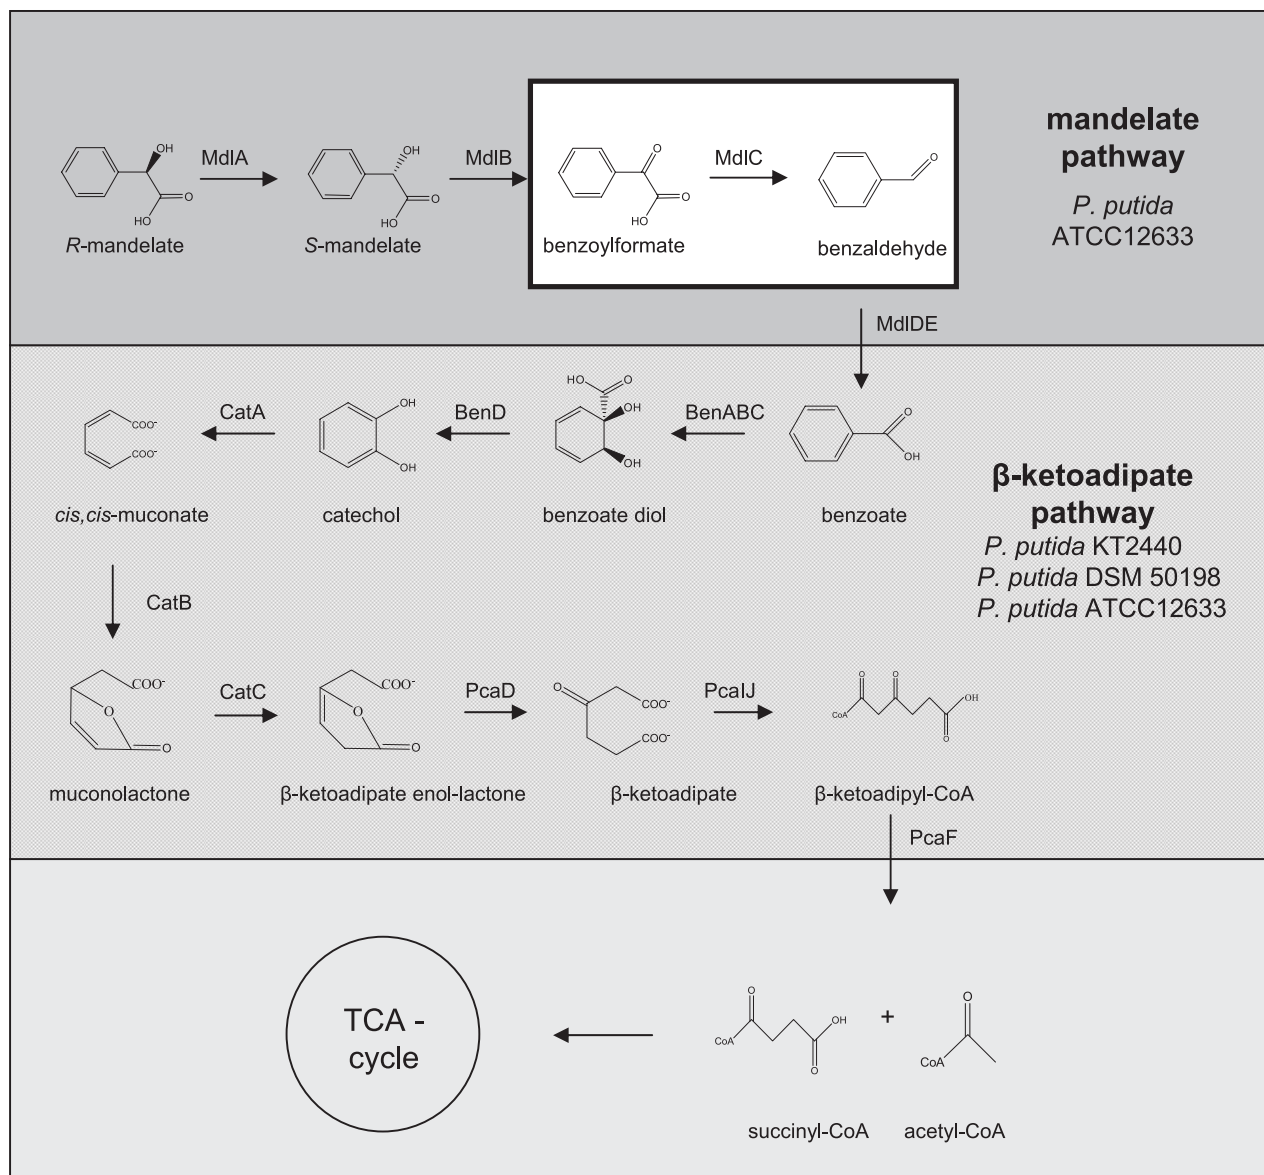 mandelate
pathway
P. putida
ATCC12633
OH
O
HO
R-mandelate
MdlA
OH
O
HO
S-mandelate
MdlB
O
O
HO
benzoylformate
MdlC
O
benzaldehyde
MdlDE
β-ketoadipate
pathway
P. putida KT2440
P. putida DSM 50198
P. putida ATCC12633
O
OH
benzoate
BenABC
HO
O
OH
OH
benzoate diol
BenD
OH
OH
catechol
CatA
COO-
COO-
cis,cis-muconate
CatB
COO-
O
O
muconolactone
CatC
COO-
O
O
β-ketoadipate enol-lactone
PcaD
O
COO-
COO-
β-ketoadipate
PcaIJ
O
O
OH
CoA
O
β-ketoadipyl-CoA
PcaF
O
OH
CoA
O
succinyl-CoA
+
O
CoA
acetyl-CoA
TCA -
cycle